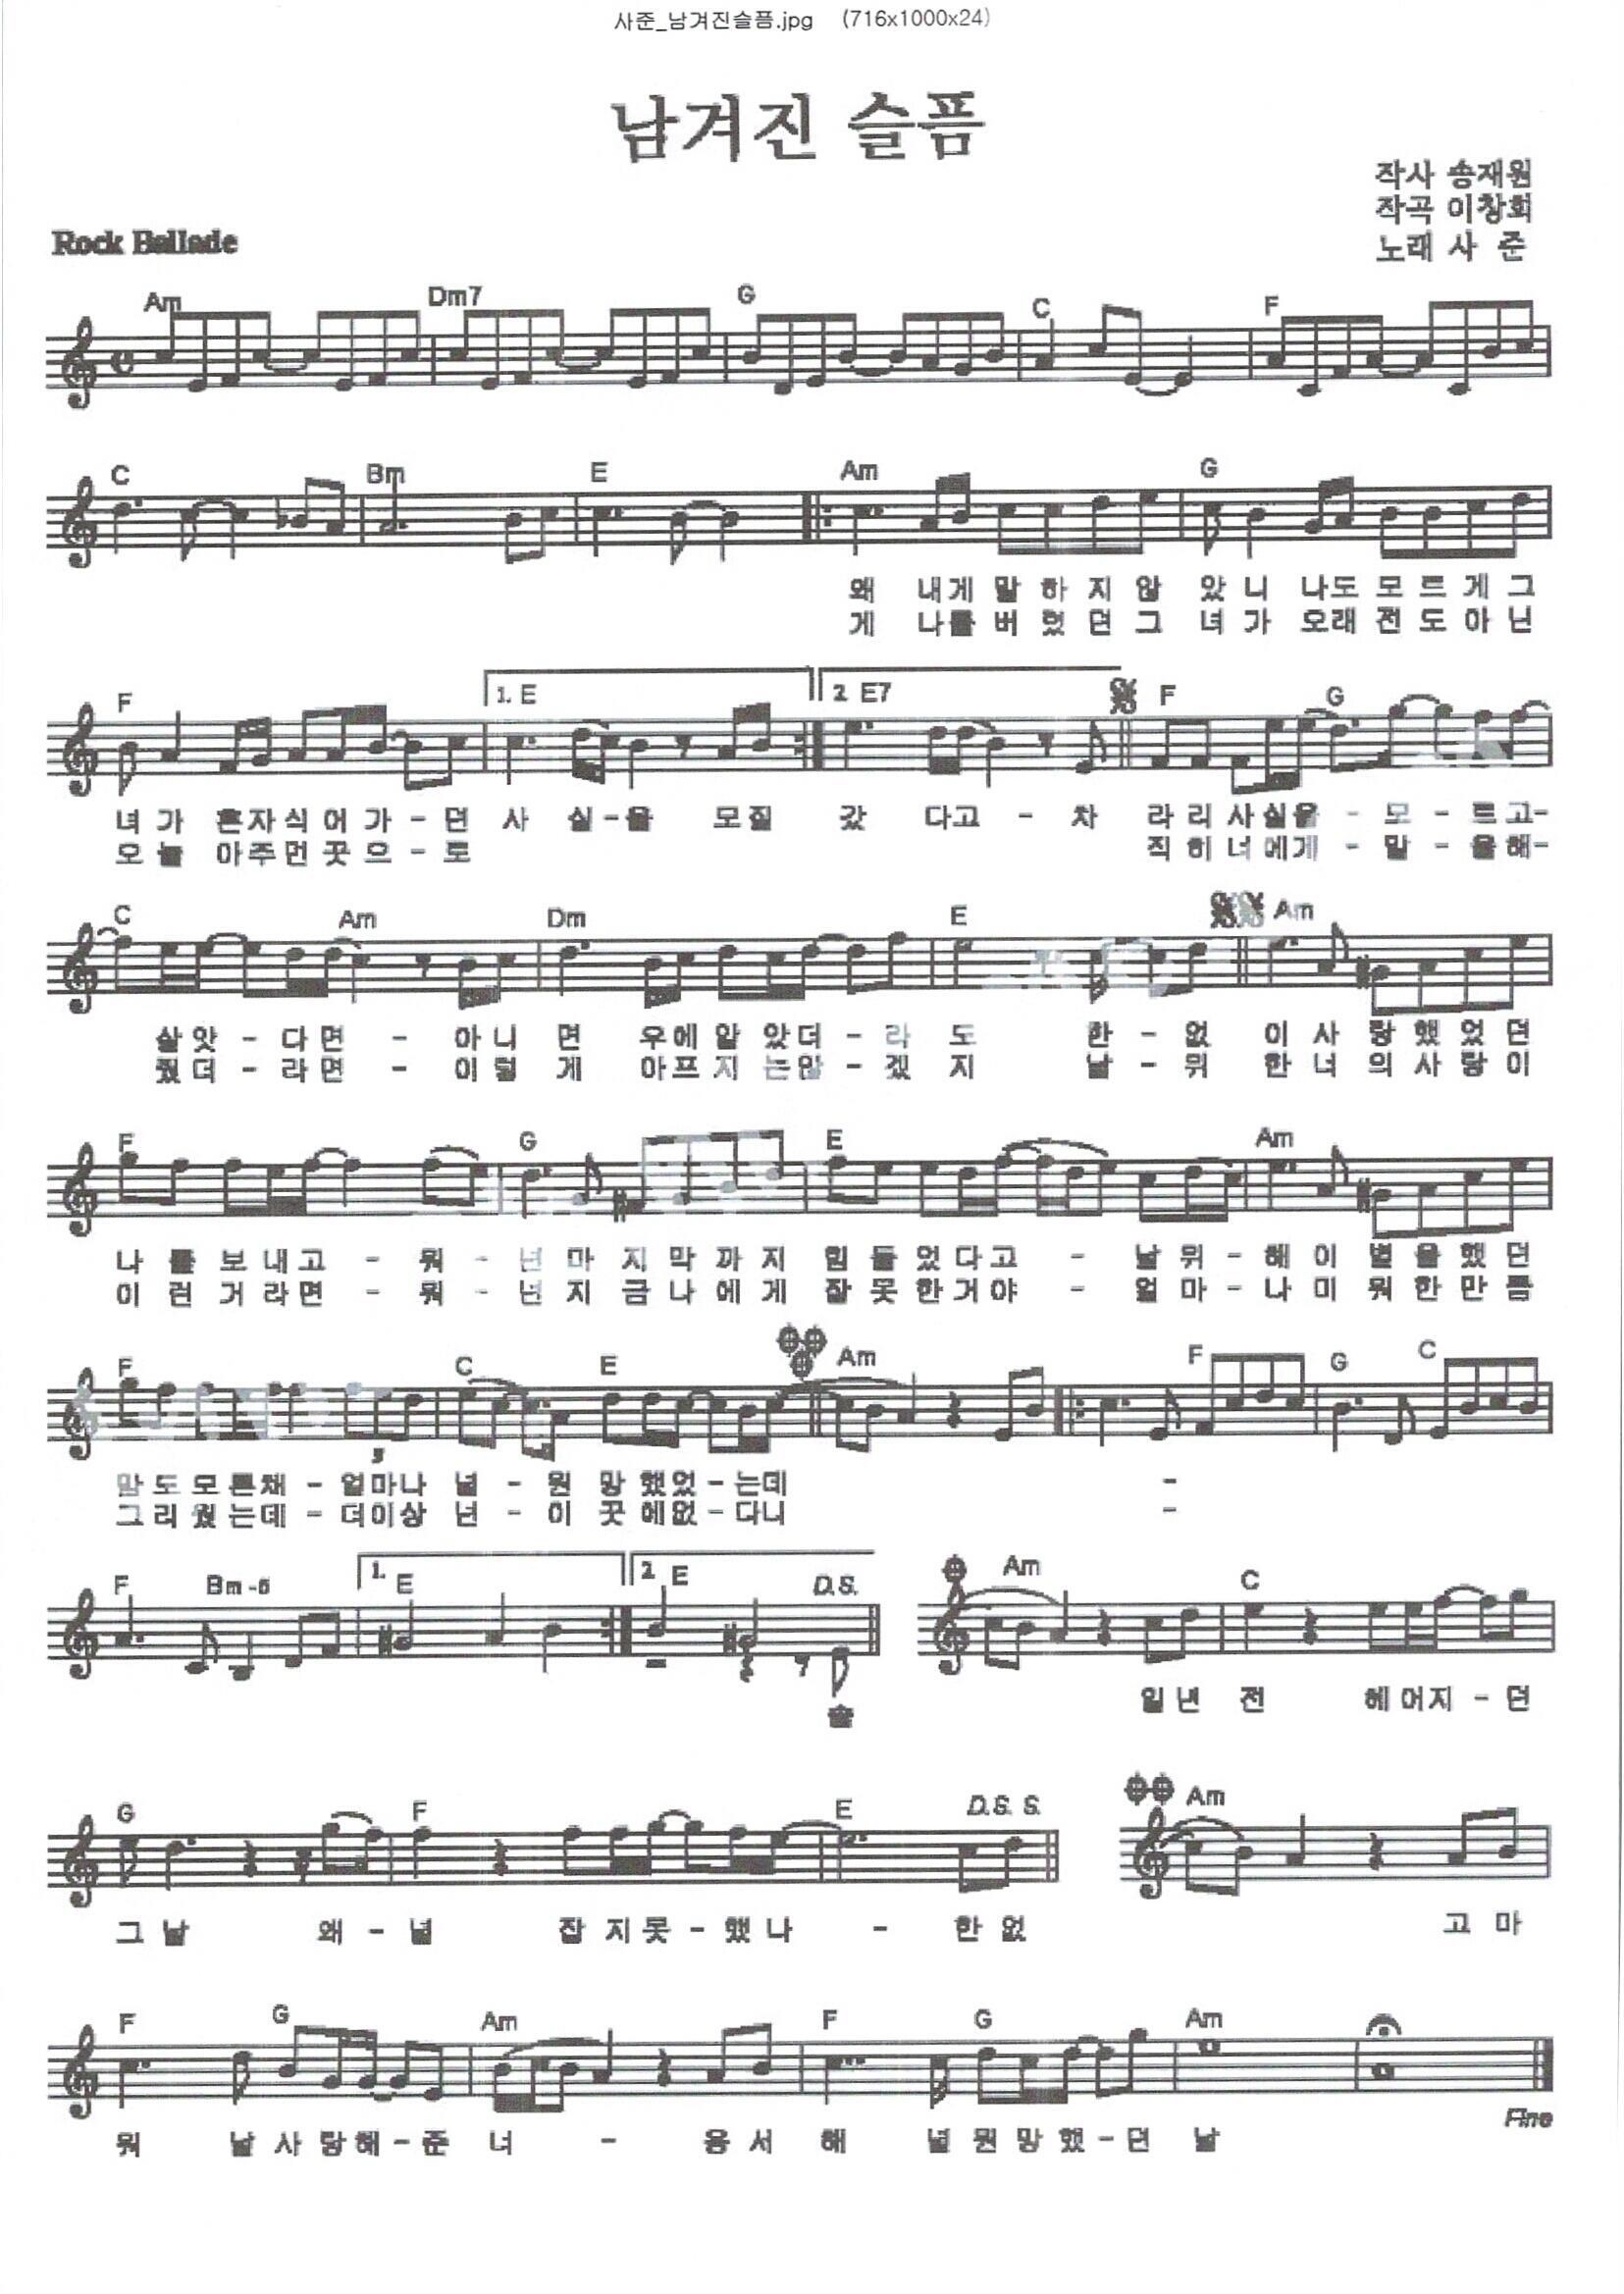 사준_남겨진슬픔.jpg (716x1000x24)
남겨진 슬픔
작사 송재원
작곡 이창희
노래 사 준
Rock Ballade
Am Dm7 G C F
C Bm E Am G
왜 내게 말 하 지 않 았 니 나도 모 르 게 그
게 나를 버 렸 던 그 녀 가 오래 전 도 아 닌
F 1. E 2 E7 F G
녀 가 혼자 식 어 가 - 던 사 실 - 을 모질 갔 다고 - 차 라 리 사 실을 - 모 - 르고 -
오 늘 아주 먼 곳 으 - 로 직 히 너 에게 - 말 - 을해 -
C Am Dm E Am
살 았 - 다 면 - 아 니 면 우에 알 았 더 - 라 도 한 - 없 이 사 랑 했 었 던
줬 더 - 라 면 - 이 렇 게 아프 지 는않 - 겠 지 날 - 위 한 너 의 사 랑 이
F G E Am
나 를 보 내 고 - 뭐 - 넌 마 지 막 까 지 힘 들 었 다 고 - 날 위 - 해 이 별 을 했 던
이 런 거 라 면 - 뭐 - 넌 지 금 나 에 게 잘 못 한 거 야 - 얼 마 - 나 미 워 한 만 큼
F C E Am F G C
3
맘 도 모 른 채 - 얼마나 널 - 원 망 했었 - 는데 -
그 리 웠 는 데 - 더이상 넌 - 이 곳 에없 - 다니 -
F Bm -5 1. E 2. E D.S. Am C
솔 일 년 전 헤 어지 - 던
G F E D.S. S. Am
그 날 왜 - 널 잡 지 못 - 했 나 - 한 없 고 마
F G Am F G Am
Fine
워 날 사 랑 해 - 준 너 - 용 서 해 널 원 망 했 - 던 날